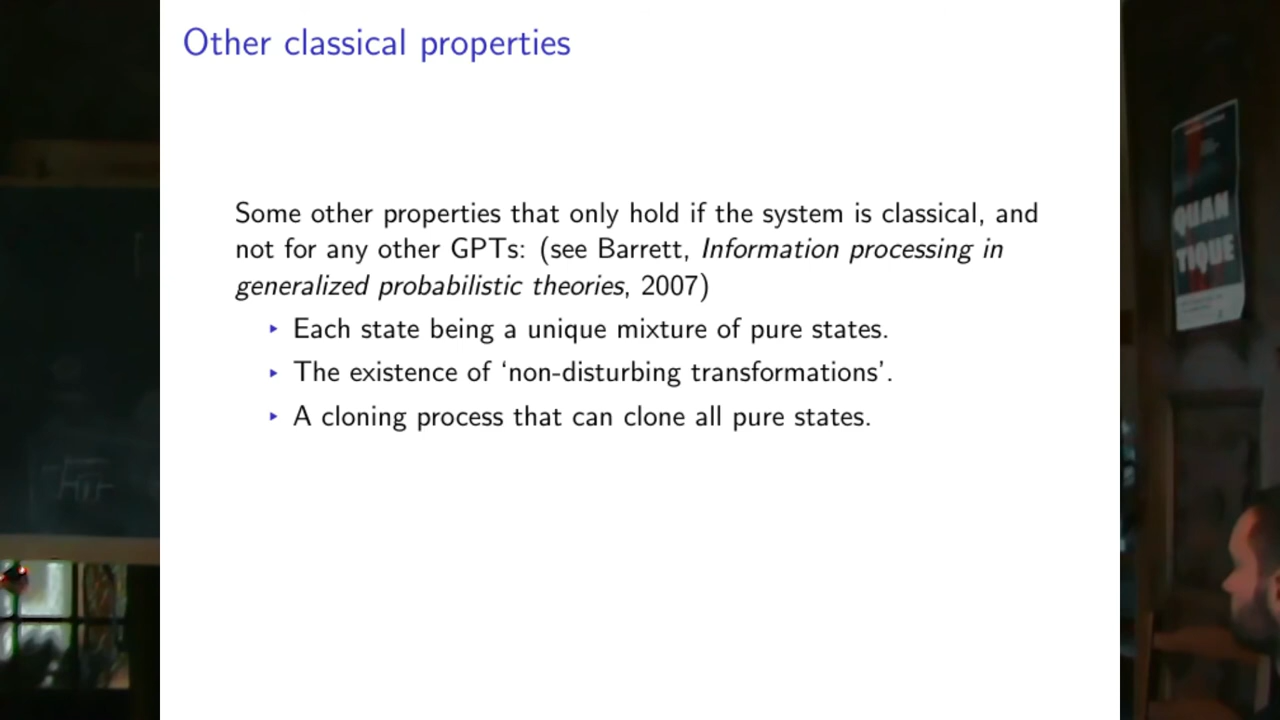 Other classical properties
Some other properties that only hold if the system is classical, and
not for any other GPTs: (see Barrett, Information processing in
generalized probabilistic theories, 2007)
‣ Each state being a unique mixture of pure states.
‣ The existence of ‘non-disturbing transformations’.
‣ A cloning process that can clone all pure states.
QUAN
TIQUE